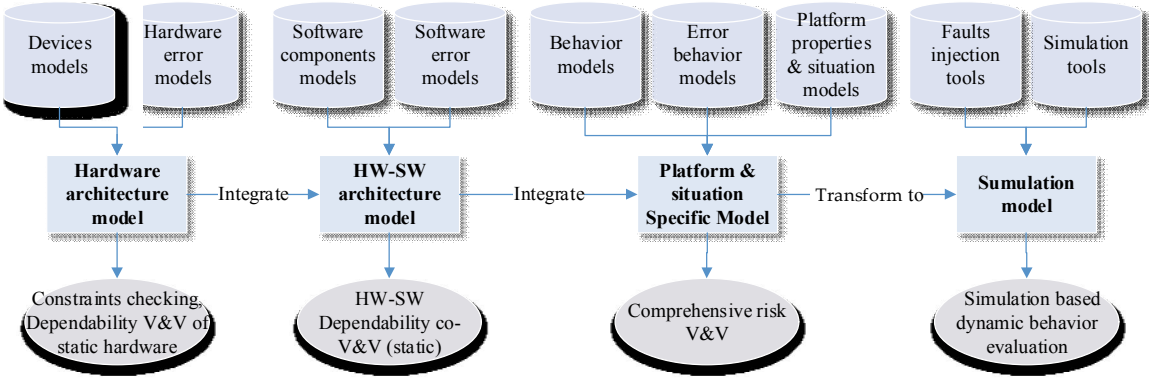 Devices
models
Hardware
error
models
Software
components
models
Software
error
models
Behavior
models
Error
behavior
models
Platform
properties
& situation
models
Faults
injection
tools
Simulation
tools
Hardware
architecture
model
Integrate
HW-SW
architecture
model
Integrate
Platform &
situation
Specific Model
Transform to
Sumulation
model
Constraints checking,
Dependability V&V of
static hardware
HW-SW
Dependability co-
V&V (static)
Comprehensive risk
V&V
Simulation based
dynamic behavior
evaluation